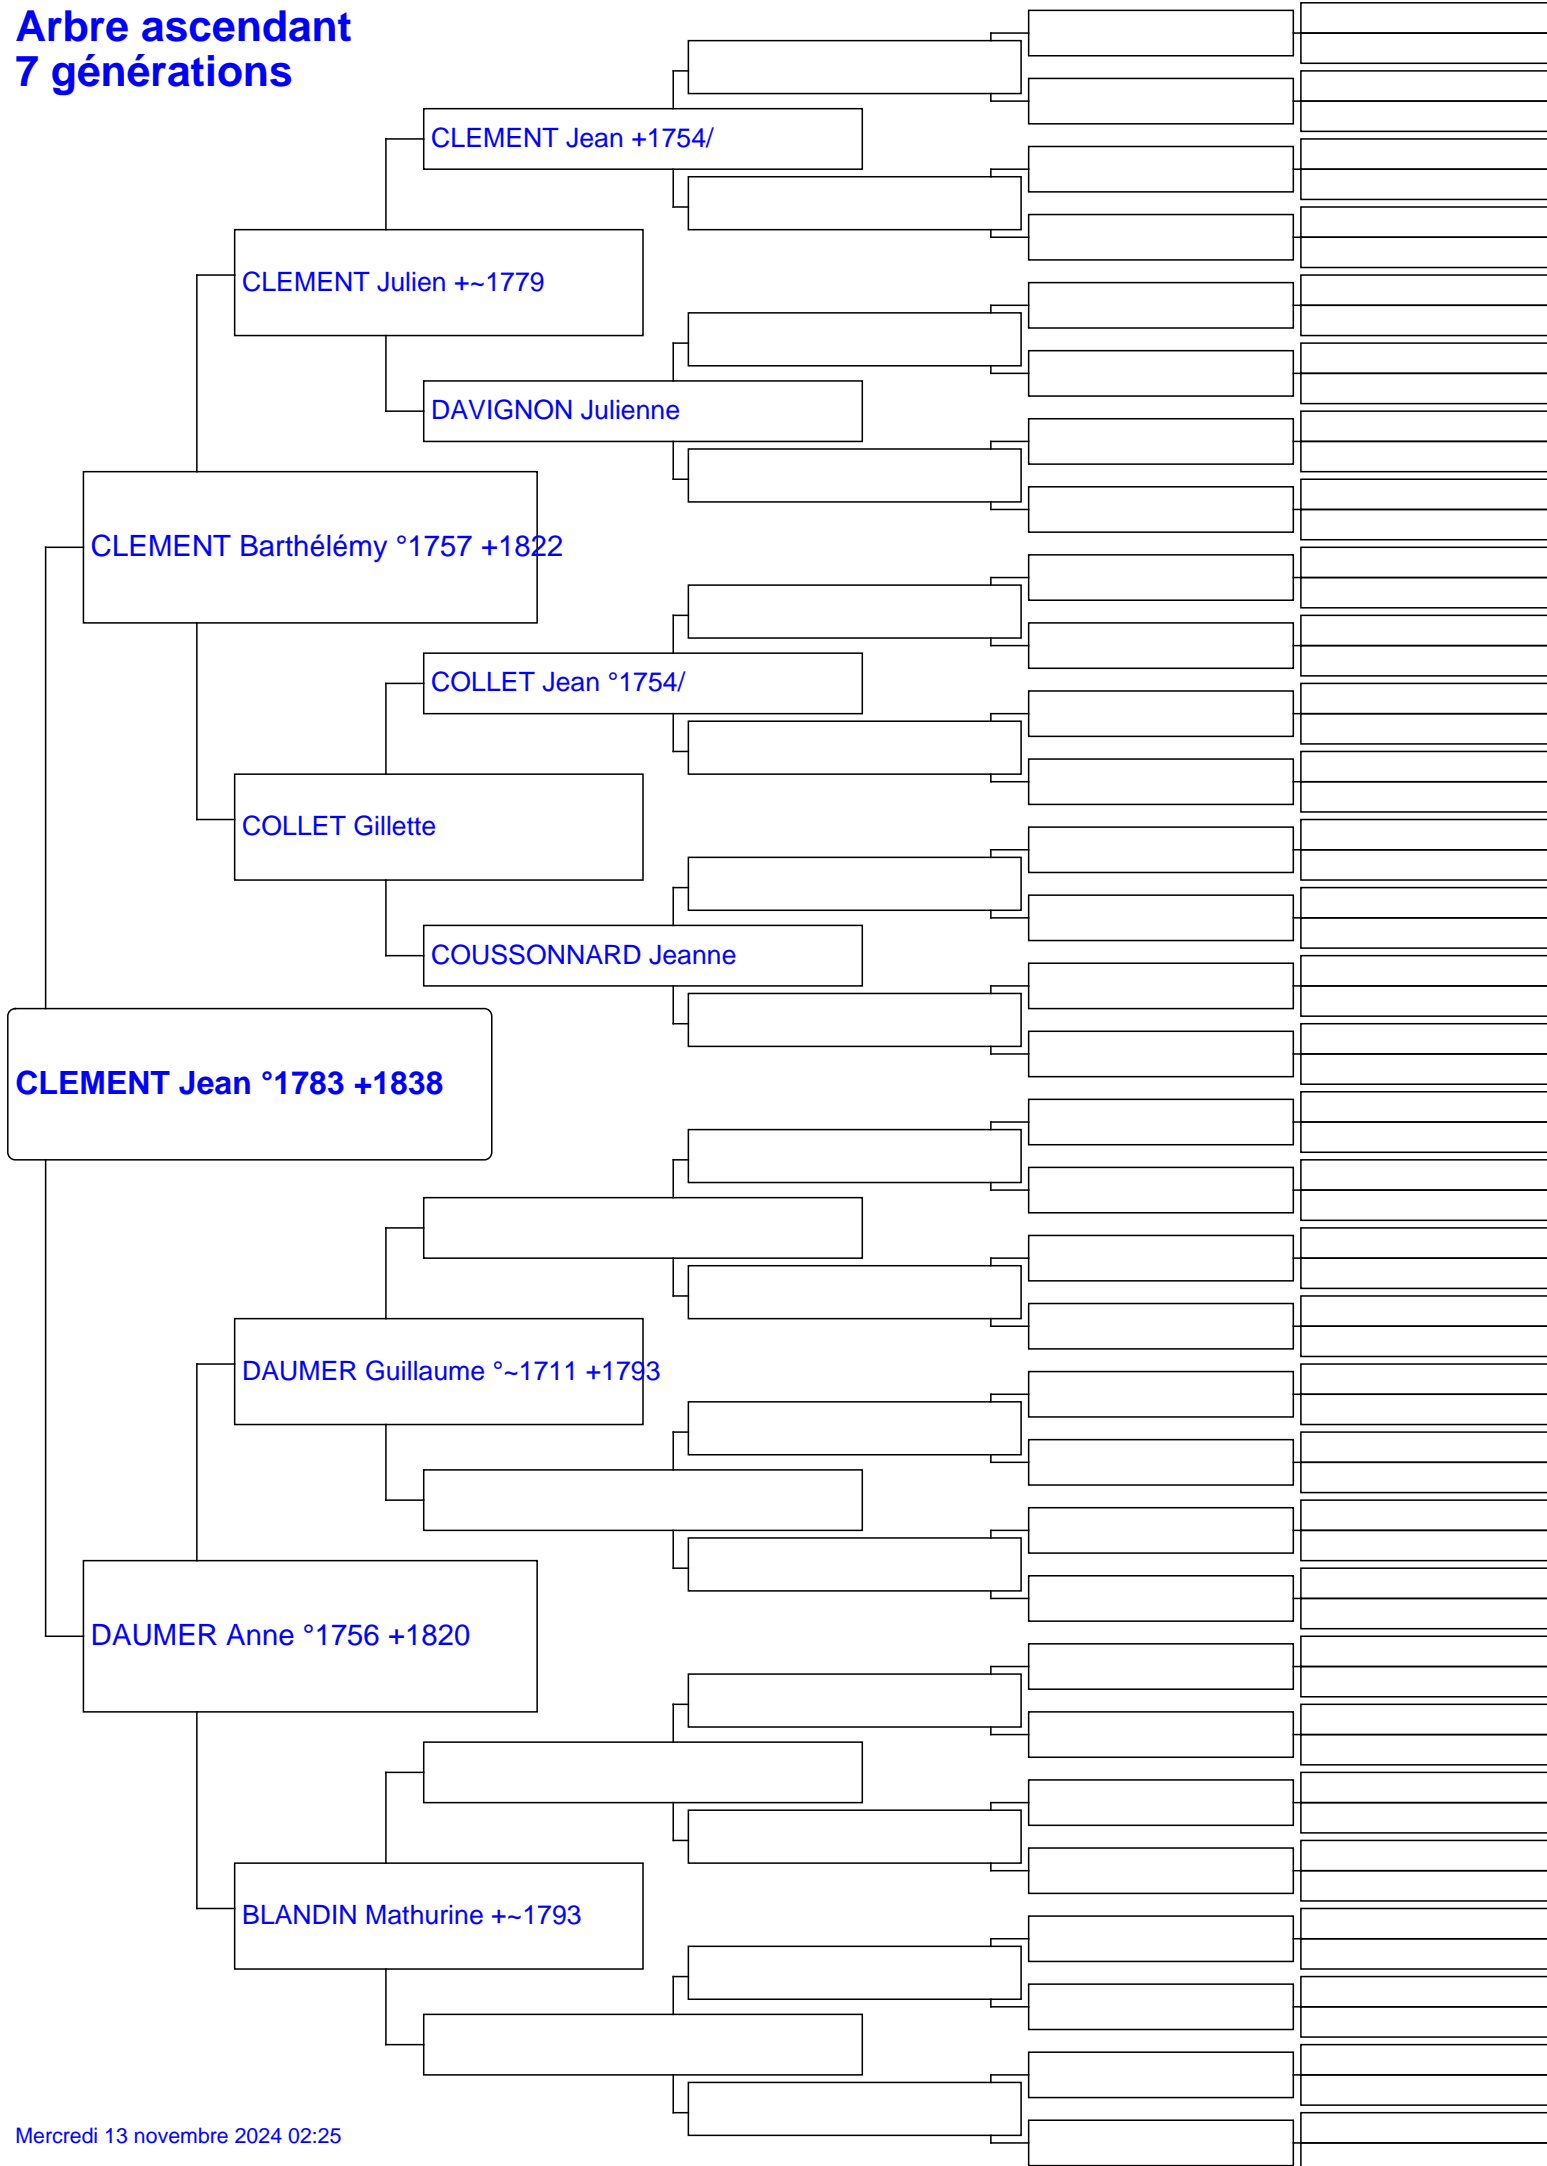 Arbre ascendant
7 générations
CLEMENT Jean +1754/
CLEMENT Julien +~1779
DAVIGNON Julienne
CLEMENT Barthélémy °1757 +1822
COLLET Jean °1754/
COLLET Gillette
COUSSONNARD Jeanne
CLEMENT Jean °1783 +1838
DAUMER Guillaume °~1711 +1793
DAUMER Anne °1756 +1820
BLANDIN Mathurine +~1793
Mercredi 13 novembre 2024 02:25